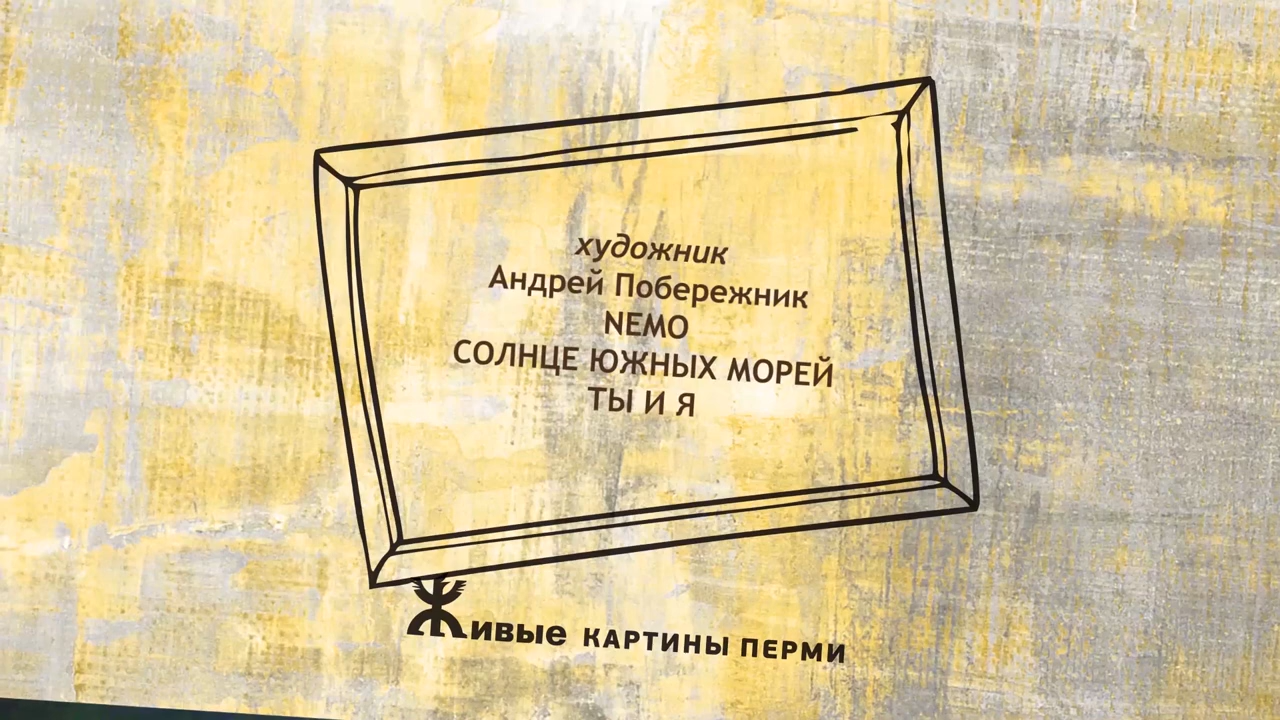 художник
Андрей Побережник
NEMO
СОЛНЦЕ ЮЖНЫХ МОРЕЙ
ТЫ И Я
Живые КАРТИНЫ ПЕРМИ